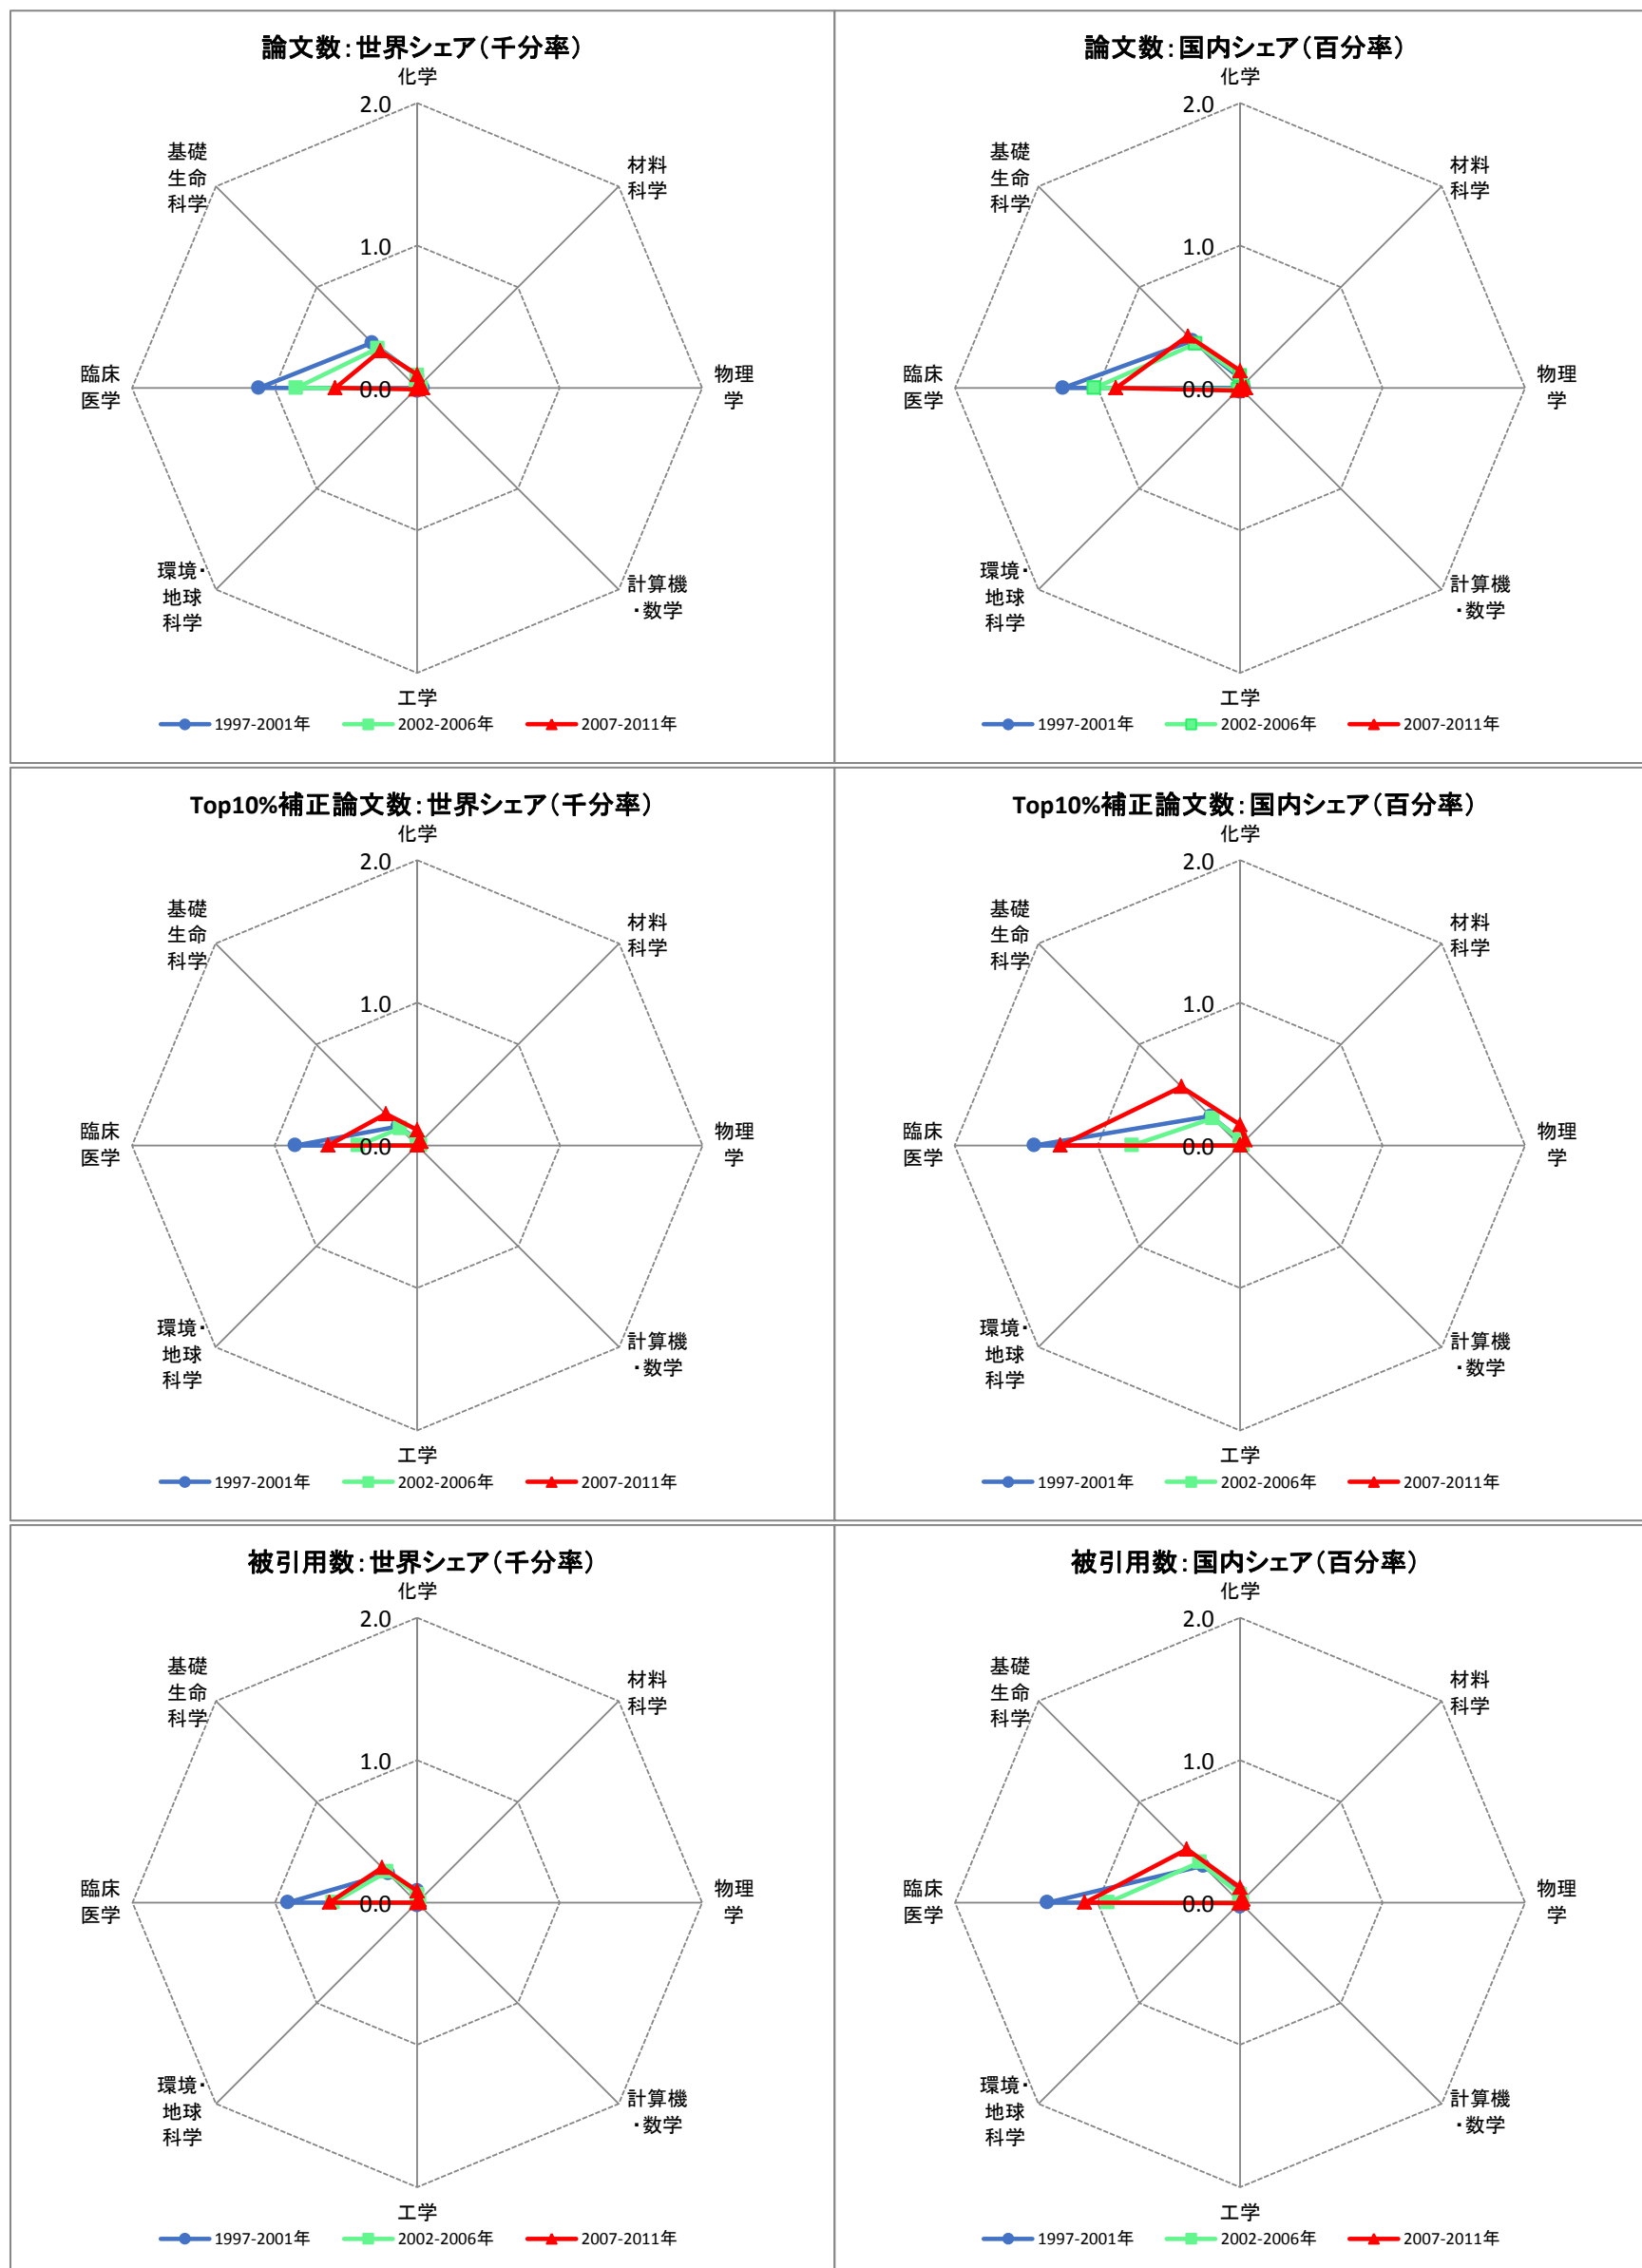 論文数：世界シェア（千分率）
化学
2.0
基礎
生命
科学
材料
科学
1.0
臨床
医学
0.0
物理
学
環境・
地球
科学
計算機
・数学
工学
1997-2001年 2002-2006年 2007-2011年
論文数：国内シェア（百分率）
化学
2.0
基礎
生命
科学
材料
科学
1.0
臨床
医学
0.0
物理
学
環境・
地球
科学
計算機
・数学
工学
1997-2001年 2002-2006年 2007-2011年
Top10%補正論文数：世界シェア（千分率）
化学
2.0
基礎
生命
科学
材料
科学
1.0
臨床
医学
0.0
物理
学
環境・
地球
科学
計算機
・数学
工学
1997-2001年 2002-2006年 2007-2011年
Top10%補正論文数：国内シェア（百分率）
化学
2.0
基礎
生命
科学
材料
科学
1.0
臨床
医学
0.0
物理
学
環境・
地球
科学
計算機
・数学
工学
1997-2001年 2002-2006年 2007-2011年
被引用数：世界シェア（千分率）
化学
2.0
基礎
生命
科学
材料
科学
1.0
臨床
医学
0.0
物理
学
環境・
地球
科学
計算機
・数学
工学
1997-2001年 2002-2006年 2007-2011年
被引用数：国内シェア（百分率）
化学
2.0
基礎
生命
科学
材料
科学
1.0
臨床
医学
0.0
物理
学
環境・
地球
科学
計算機
・数学
工学
1997-2001年 2002-2006年 2007-2011年